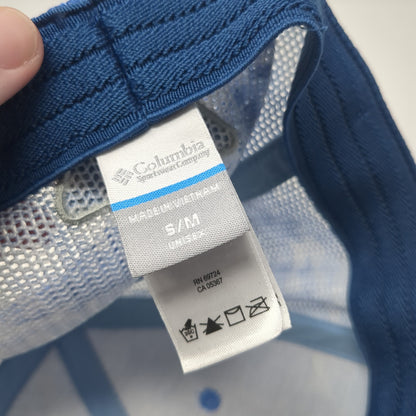 Columbia
Sportswear Company
MADE IN VIETNAM
S/M
UNISEX
RN 69724
CA 05367